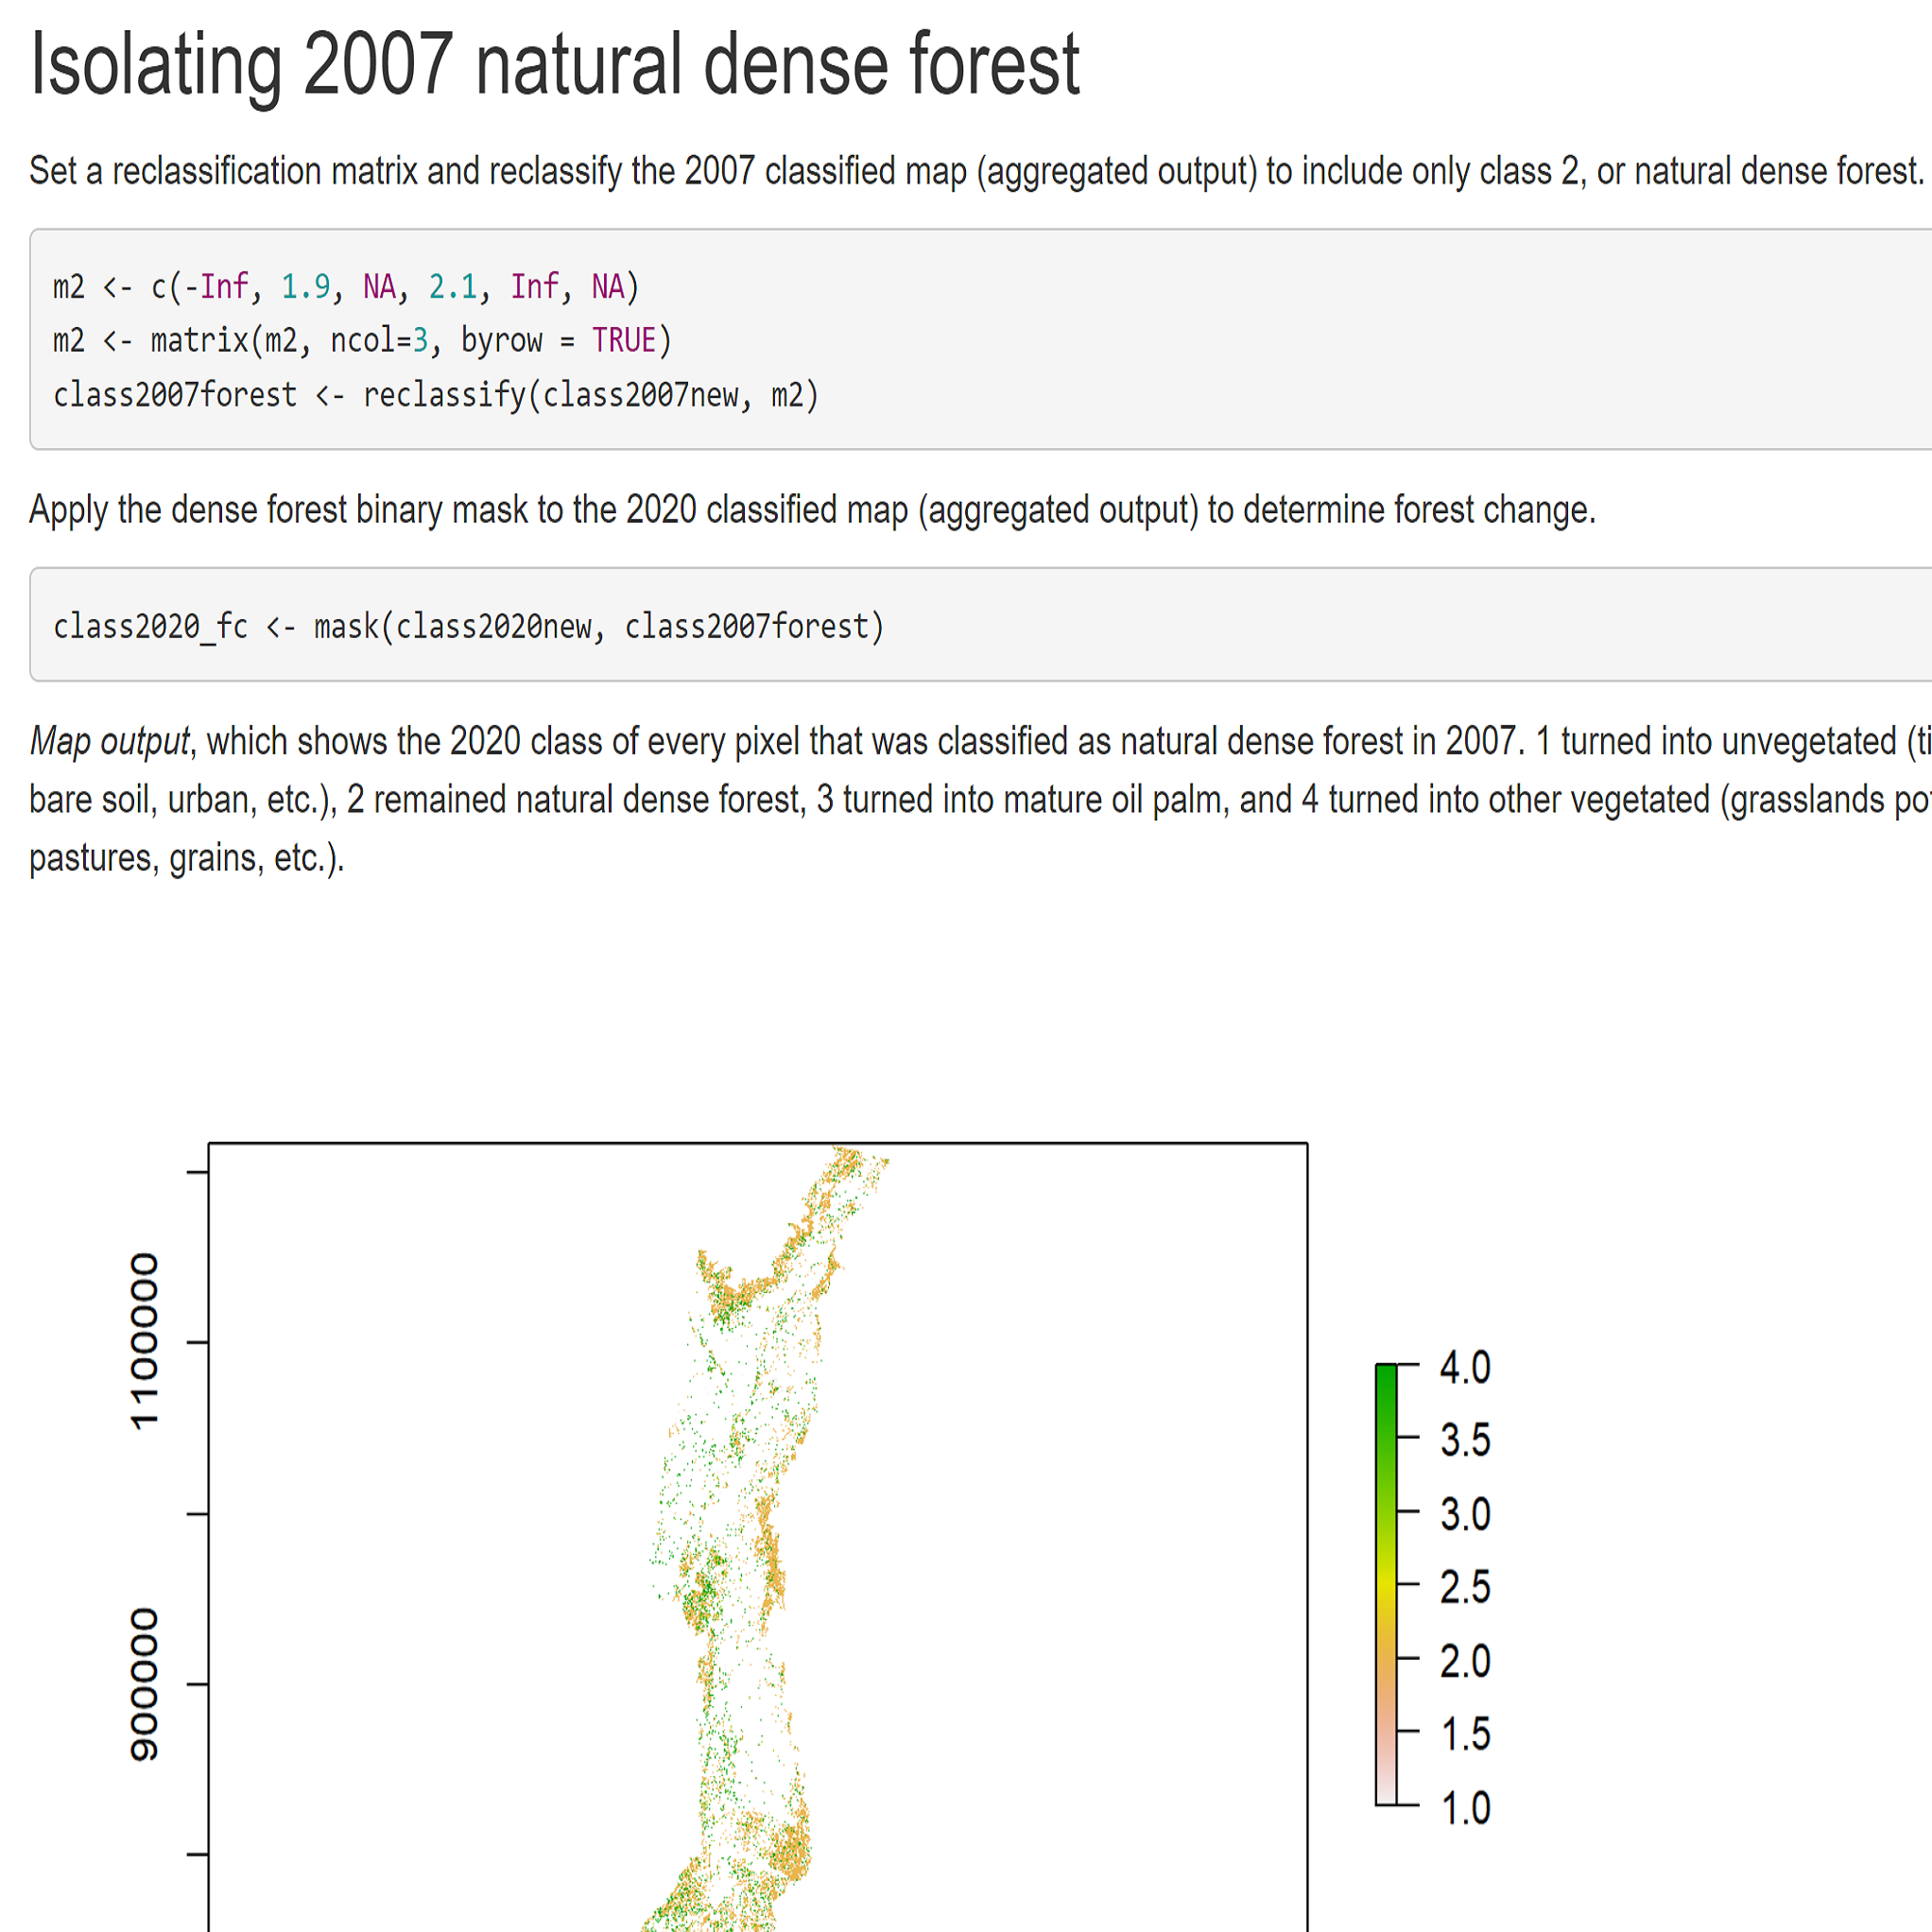 Isolating 2007 natural dense forest
Set a reclassification matrix and reclassify the 2007 classified map (aggregated output) to include only class 2, or natural dense forest.
m2 <- c(-Inf, 1.9, NA, 2.1, Inf, NA)
m2 <- matrix(m2, ncol=3, byrow = TRUE)
class2007forest <- reclassify(class2007new, m2)
Apply the dense forest binary mask to the 2020 classified map (aggregated output) to determine forest change.
class2020_fc <- mask(class2020new, class2007forest)
Map output, which shows the 2020 class of every pixel that was classified as natural dense forest in 2007. 1 turned into unvegetated
bare soil, urban, etc.), 2 remained natural dense forest, 3 turned into mature oil palm, and 4 turned into other vegetated (grasslands
pastures, grains, etc.).
1100000
900000
4.0
3.5
3.0
2.5
2.0
1.5
1.0